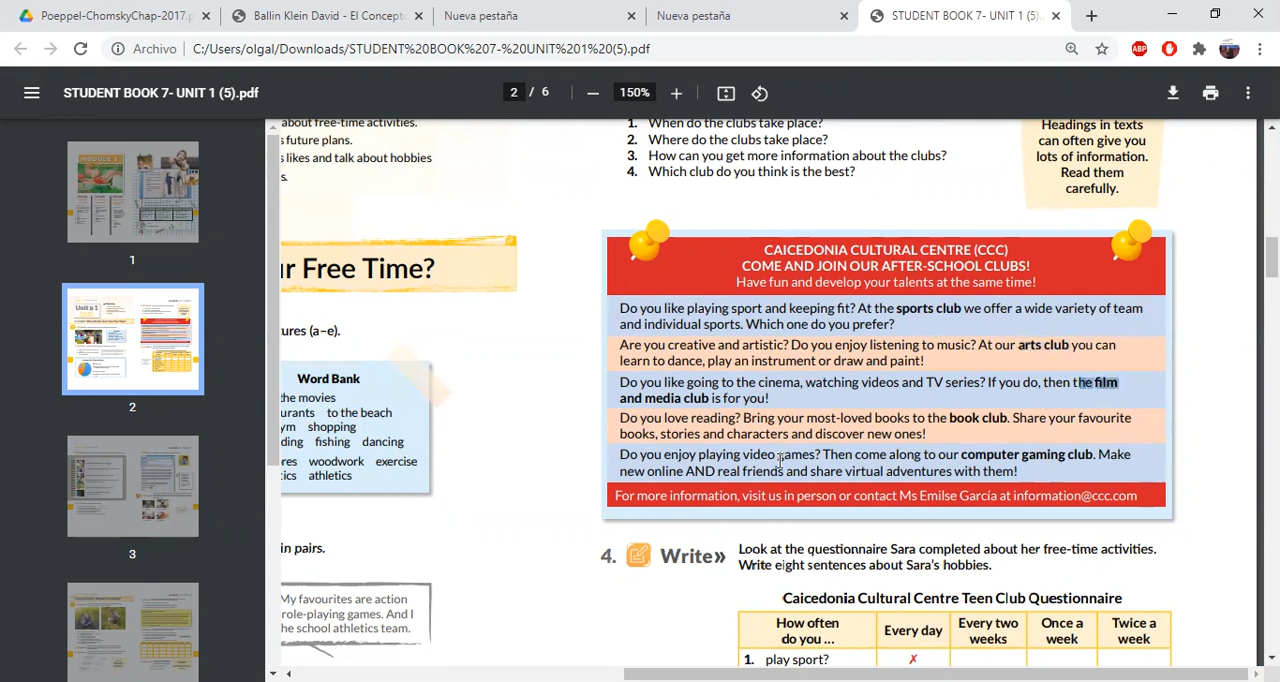 Poeppel-ChomskyChap-2017.p
Ballin Klein David - El Concepto
Nueva pestaña
Nueva pestaña
STUDENT BOOK 7- UNIT 1 (5).pdf
Archivo
C:/Users/olgal/Downloads/STUDENT%20BOOK%207-%20UNIT%201%20(5).pdf
ABP
STUDENT BOOK 7- UNIT 1 (5).pdf
2 / 6
150%
1
2
3
about free-time activities.
s future plans.
s likes and talk about hobbies
s.
ur Free Time?
tures (a–e).
Word Bank
the movies
urants to the beach
ym shopping
ding fishing dancing
res woodwork exercise
tics athletics
in pairs.
My favourites are action
role-playing games. And I
he school athletics team.
1. When do the clubs take place?
2. Where do the clubs take place?
3. How can you get more information about the clubs?
4. Which club do you think is the best?
Headings in texts
can often give you
lots of information.
Read them
carefully.
CAICEDONIA CULTURAL CENTRE (CCC)
COME AND JOIN OUR AFTER-SCHOOL CLUBS!
Have fun and develop your talents at the same time!
Do you like playing sport and keeping fit? At the sports club we offer a wide variety of team
and individual sports. Which one do you prefer?
Are you creative and artistic? Do you enjoy listening to music? At our arts club you can
learn to dance, play an instrument or draw and paint!
Do you like going to the cinema, watching videos and TV series? If you do, then the film
and media club is for you!
Do you love reading? Bring your most-loved books to the book club. Share your favourite
books, stories and characters and discover new ones!
Do you enjoy playing video games? Then come along to our computer gaming club. Make
new online AND real friends and share virtual adventures with them!
For more information, visit us in person or contact Ms Emilse García at information@ccc.com
4. Write» Look at the questionnaire Sara completed about her free-time activities.
Write eight sentences about Sara's hobbies.
Caicedonia Cultural Centre Teen Club Questionnaire
How often
do you ...
Every day
Every two
weeks
Once a
week
Twice a
week
1. play sport? ✗